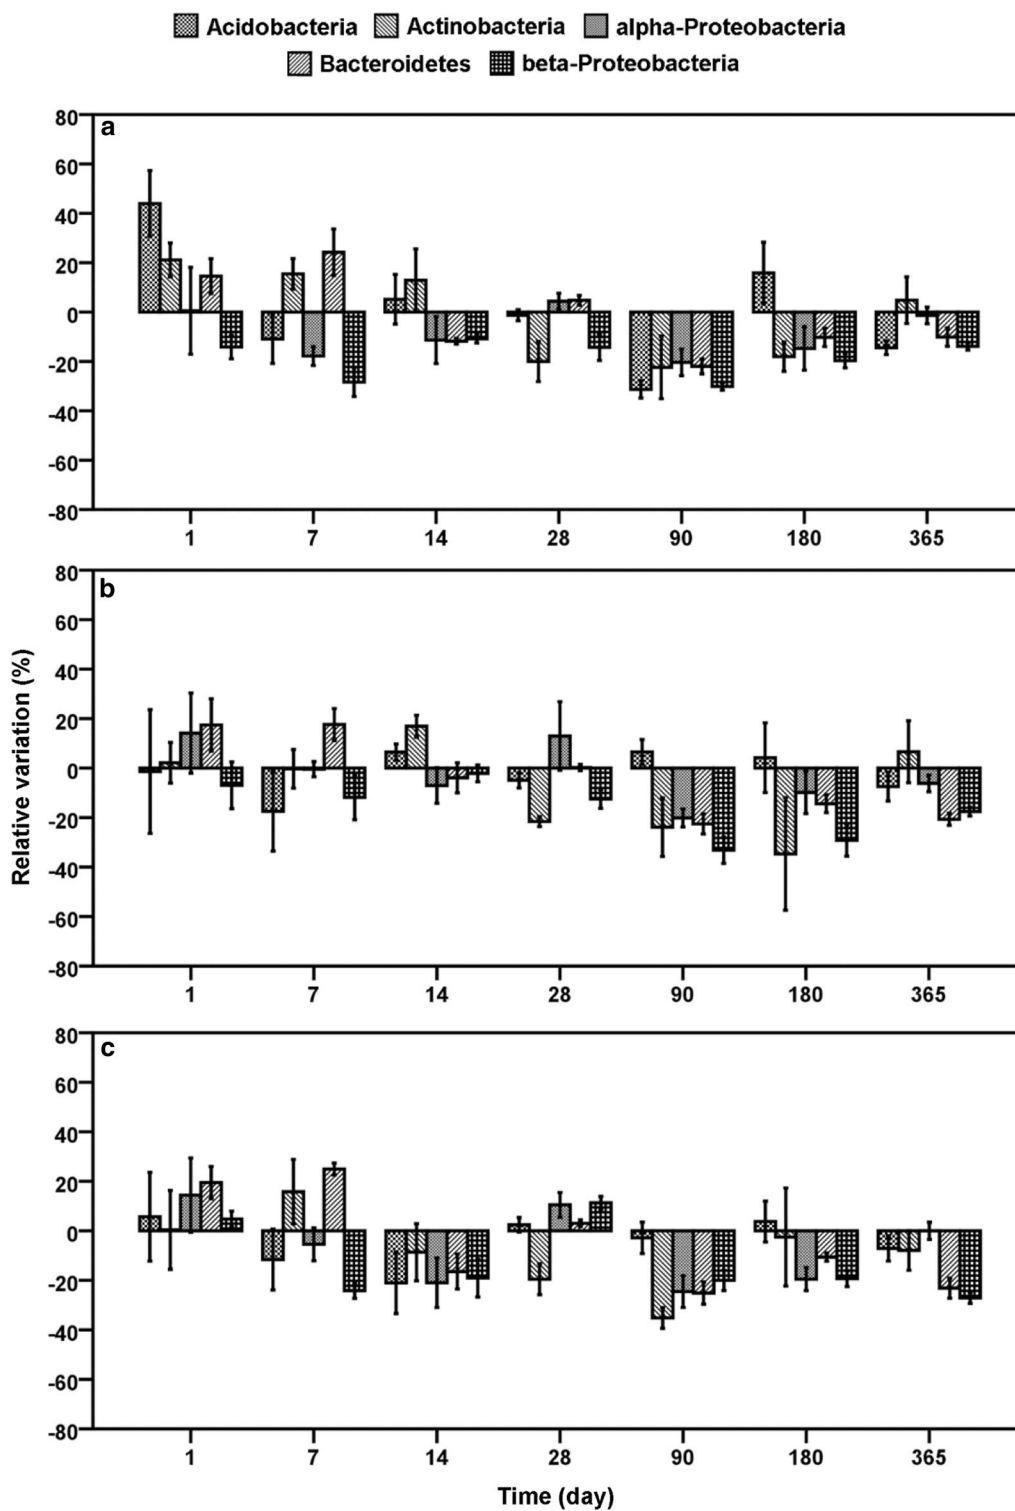 Acidobacteria Actinobacteria alpha-Proteobacteria
Bacteroidetes beta-Proteobacteria
a
80
60
40
20
0
-20
-40
-60
-80
1 7 14 28 90 180 365
b
80
60
40
20
0
-20
-40
-60
-80
1 7 14 28 90 180 365
Relative variation (%)
c
80
60
40
20
0
-20
-40
-60
-80
1 7 14 28 90 180 365
Time (day)